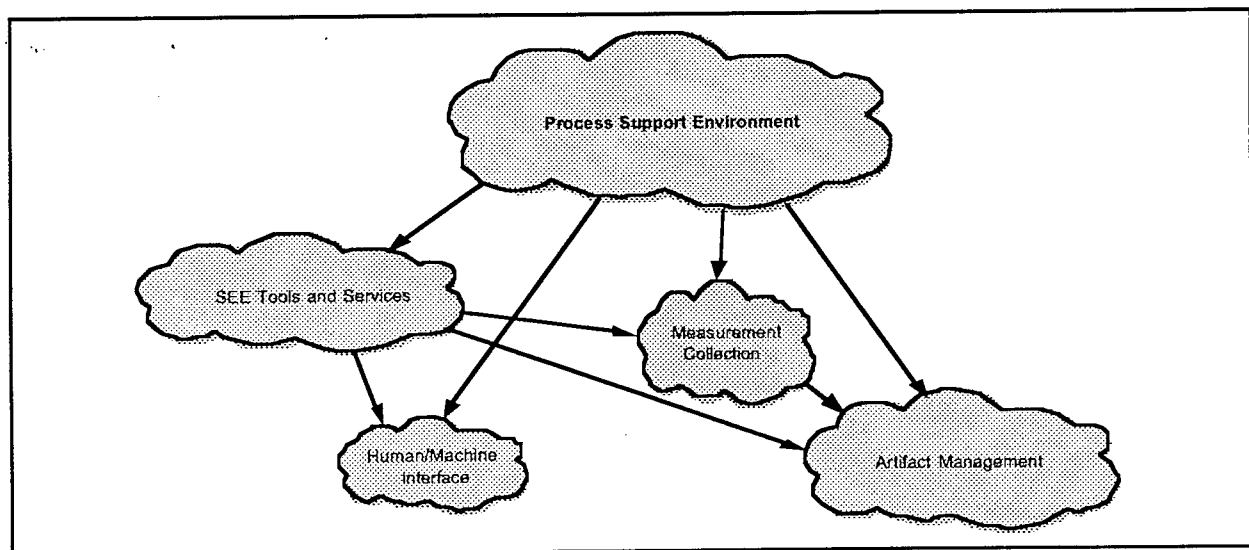 Process Support Environment
SEE Tools and Services
Measurement
Collection
Human/Machine
Interface
Artifact Management